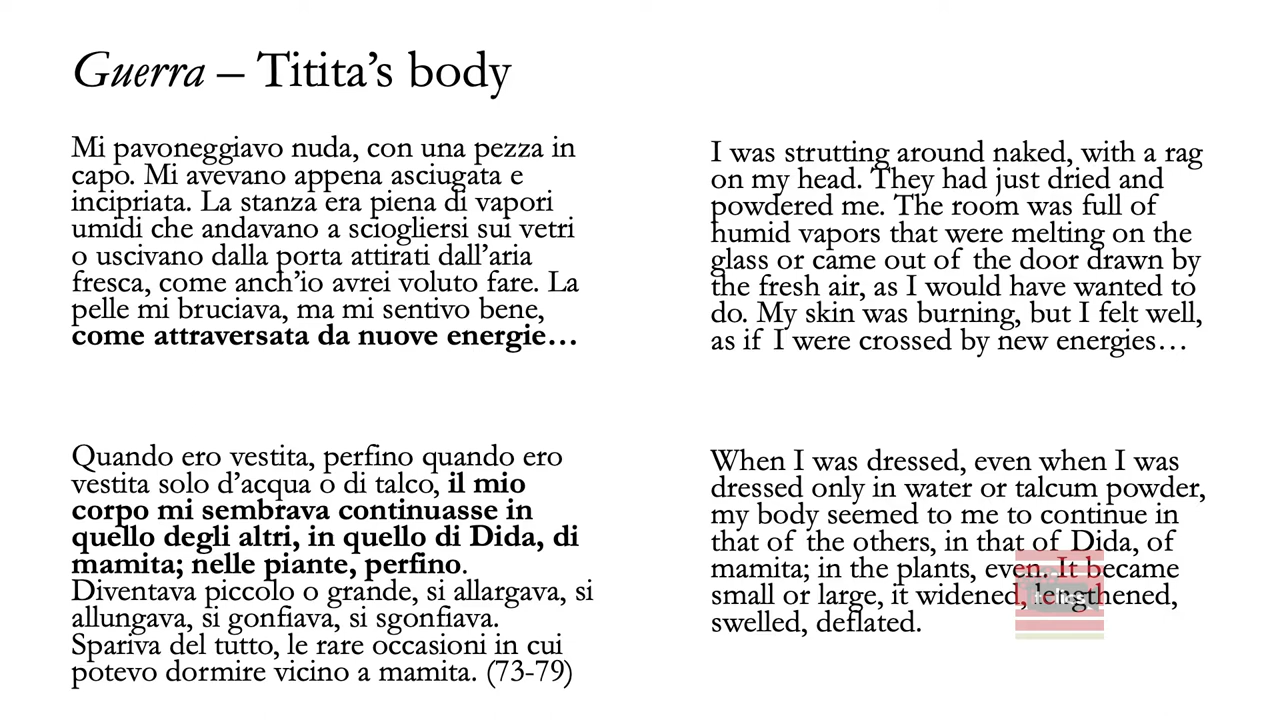 Guerra – Titita’s body
Mi pavoneggiavo nuda, con una pezza in
capo. Mi avevano appena asciugata e
incipriata. La stanza era piena di vapori
umidi che andavano a sciogliersi sui vetri
o uscivano dalla porta attirati dall’aria
fresca, come anch’io avrei voluto fare. La
pelle mi bruciava, ma mi sentivo bene,
come attraversata da nuove energie…
Quando ero vestita, perfino quando ero
vestita solo d’acqua o di talco, il mio
corpo mi sembrava continuasse in
quello degli altri, in quello di Dida, di
mamita; nelle piante, perfino.
Diventava piccolo o grande, si allargava, si
allungava, si gonfiava, si sgonfiava.
Spariva del tutto, le rare occasioni in cui
potevo dormire vicino a mamita. (73-79)
I was strutting around naked, with a rag
on my head. They had just dried and
powdered me. The room was full of
humid vapors that were melting on the
glass or came out of the door drawn by
the fresh air, as I would have wanted to
do. My skin was burning, but I felt well,
as if I were crossed by new energies…
When I was dressed, even when I was
dressed only in water or talcum powder,
my body seemed to me to continue in
that of the others, in that of Dida, of
mamita; in the plants, even. It became
small or large, it widened, lengthened,
swelled, deflated.